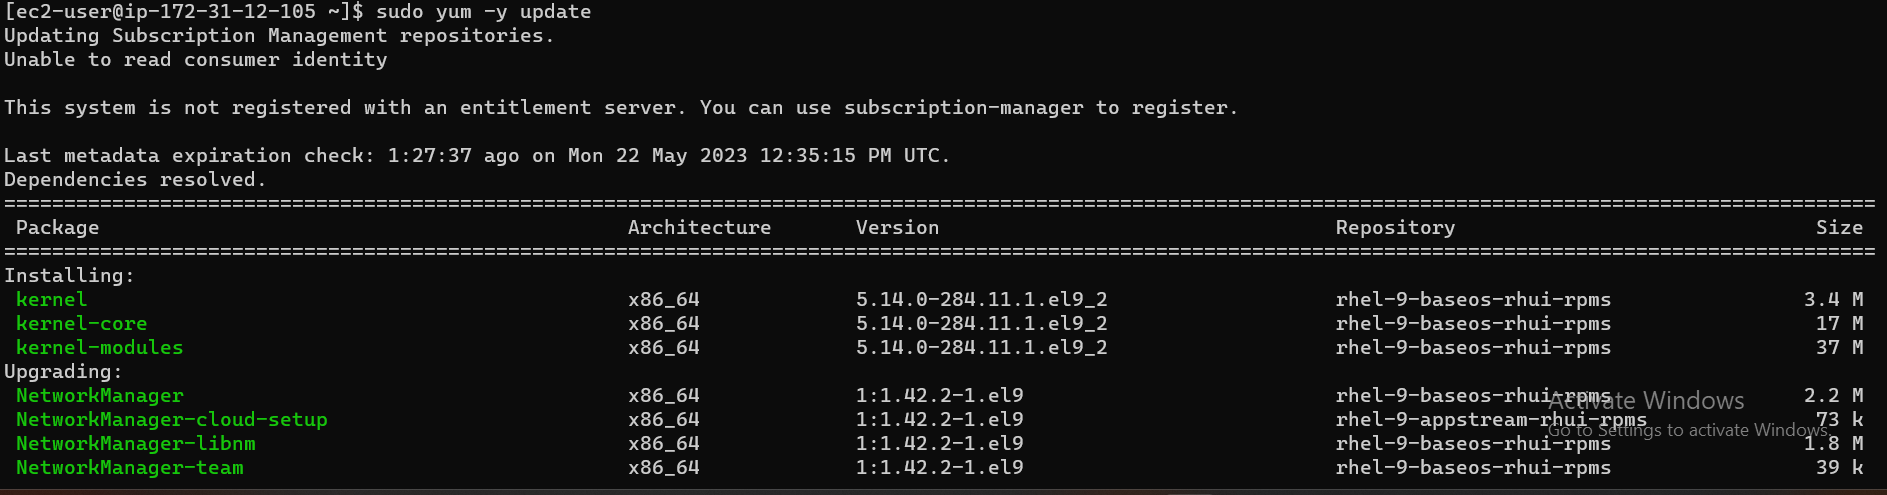 [ec2-user@ip-172-31-12-105 ~]$ sudo yum -y update
Updating Subscription Management repositories.
Unable to read consumer identity
This system is not registered with an entitlement server. You can use subscription-manager to register.
Last metadata expiration check: 1:27:37 ago on Mon 22 May 2023 12:35:15 PM UTC.
Dependencies resolved.
================================================================================
Package Architecture Version Repository Size
================================================================================
Installing:
kernel x86_64 5.14.0-284.11.1.el9_2 rhel-9-baseos-rhui-rpms 3.4 M
kernel-core x86_64 5.14.0-284.11.1.el9_2 rhel-9-baseos-rhui-rpms 17 M
kernel-modules x86_64 5.14.0-284.11.1.el9_2 rhel-9-baseos-rhui-rpms 37 M
Upgrading:
NetworkManager x86_64 1:1.42.2-1.el9 rhel-9-baseos-rhui-rpms 2.2 M
NetworkManager-cloud-setup x86_64 1:1.42.2-1.el9 rhel-9-appstream-rhui-rpms 73 k
NetworkManager-libnm x86_64 1:1.42.2-1.el9 rhel-9-baseos-rhui-rpms 1.8 M
NetworkManager-team x86_64 1:1.42.2-1.el9 rhel-9-baseos-rhui-rpms 39 k
Activate Windows
Go to Settings to activate Windows.